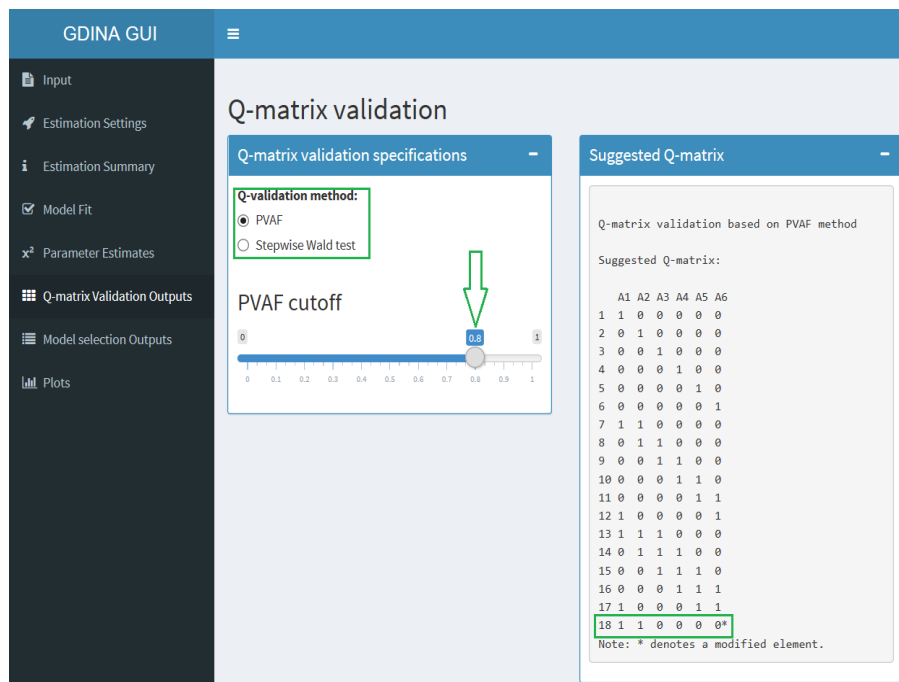 GDINA GUI
Input
Estimation Settings
Estimation Summary
Model Fit
x² Parameter Estimates
Q-matrix Validation Outputs
Model selection Outputs
Plots
Q-matrix validation
Q-matrix validation specifications
Q-validation method:
PVAF
Stepwise Wald test
PVAF cutoff
0 0.8 1
0 0.1 0.2 0.3 0.4 0.5 0.6 0.7 0.8 0.9 1
Suggested Q-matrix
Q-matrix validation based on PVAF method
Suggested Q-matrix:
A1 A2 A3 A4 A5 A6
1 1 0 0 0 0 0
2 0 1 0 0 0 0
3 0 0 1 0 0 0
4 0 0 0 1 0 0
5 0 0 0 0 1 0
6 0 0 0 0 0 1
7 1 1 0 0 0 0
8 0 1 1 0 0 0
9 0 0 1 1 0 0
10 0 0 0 1 1 0
11 0 0 0 0 1 1
12 1 0 0 0 0 1
13 1 1 1 0 0 0
14 0 1 1 1 0 0
15 0 0 1 1 1 0
16 0 0 0 1 1 1
17 1 0 0 0 1 1
18 1 1 0 0 0 0*
Note: * denotes a modified element.